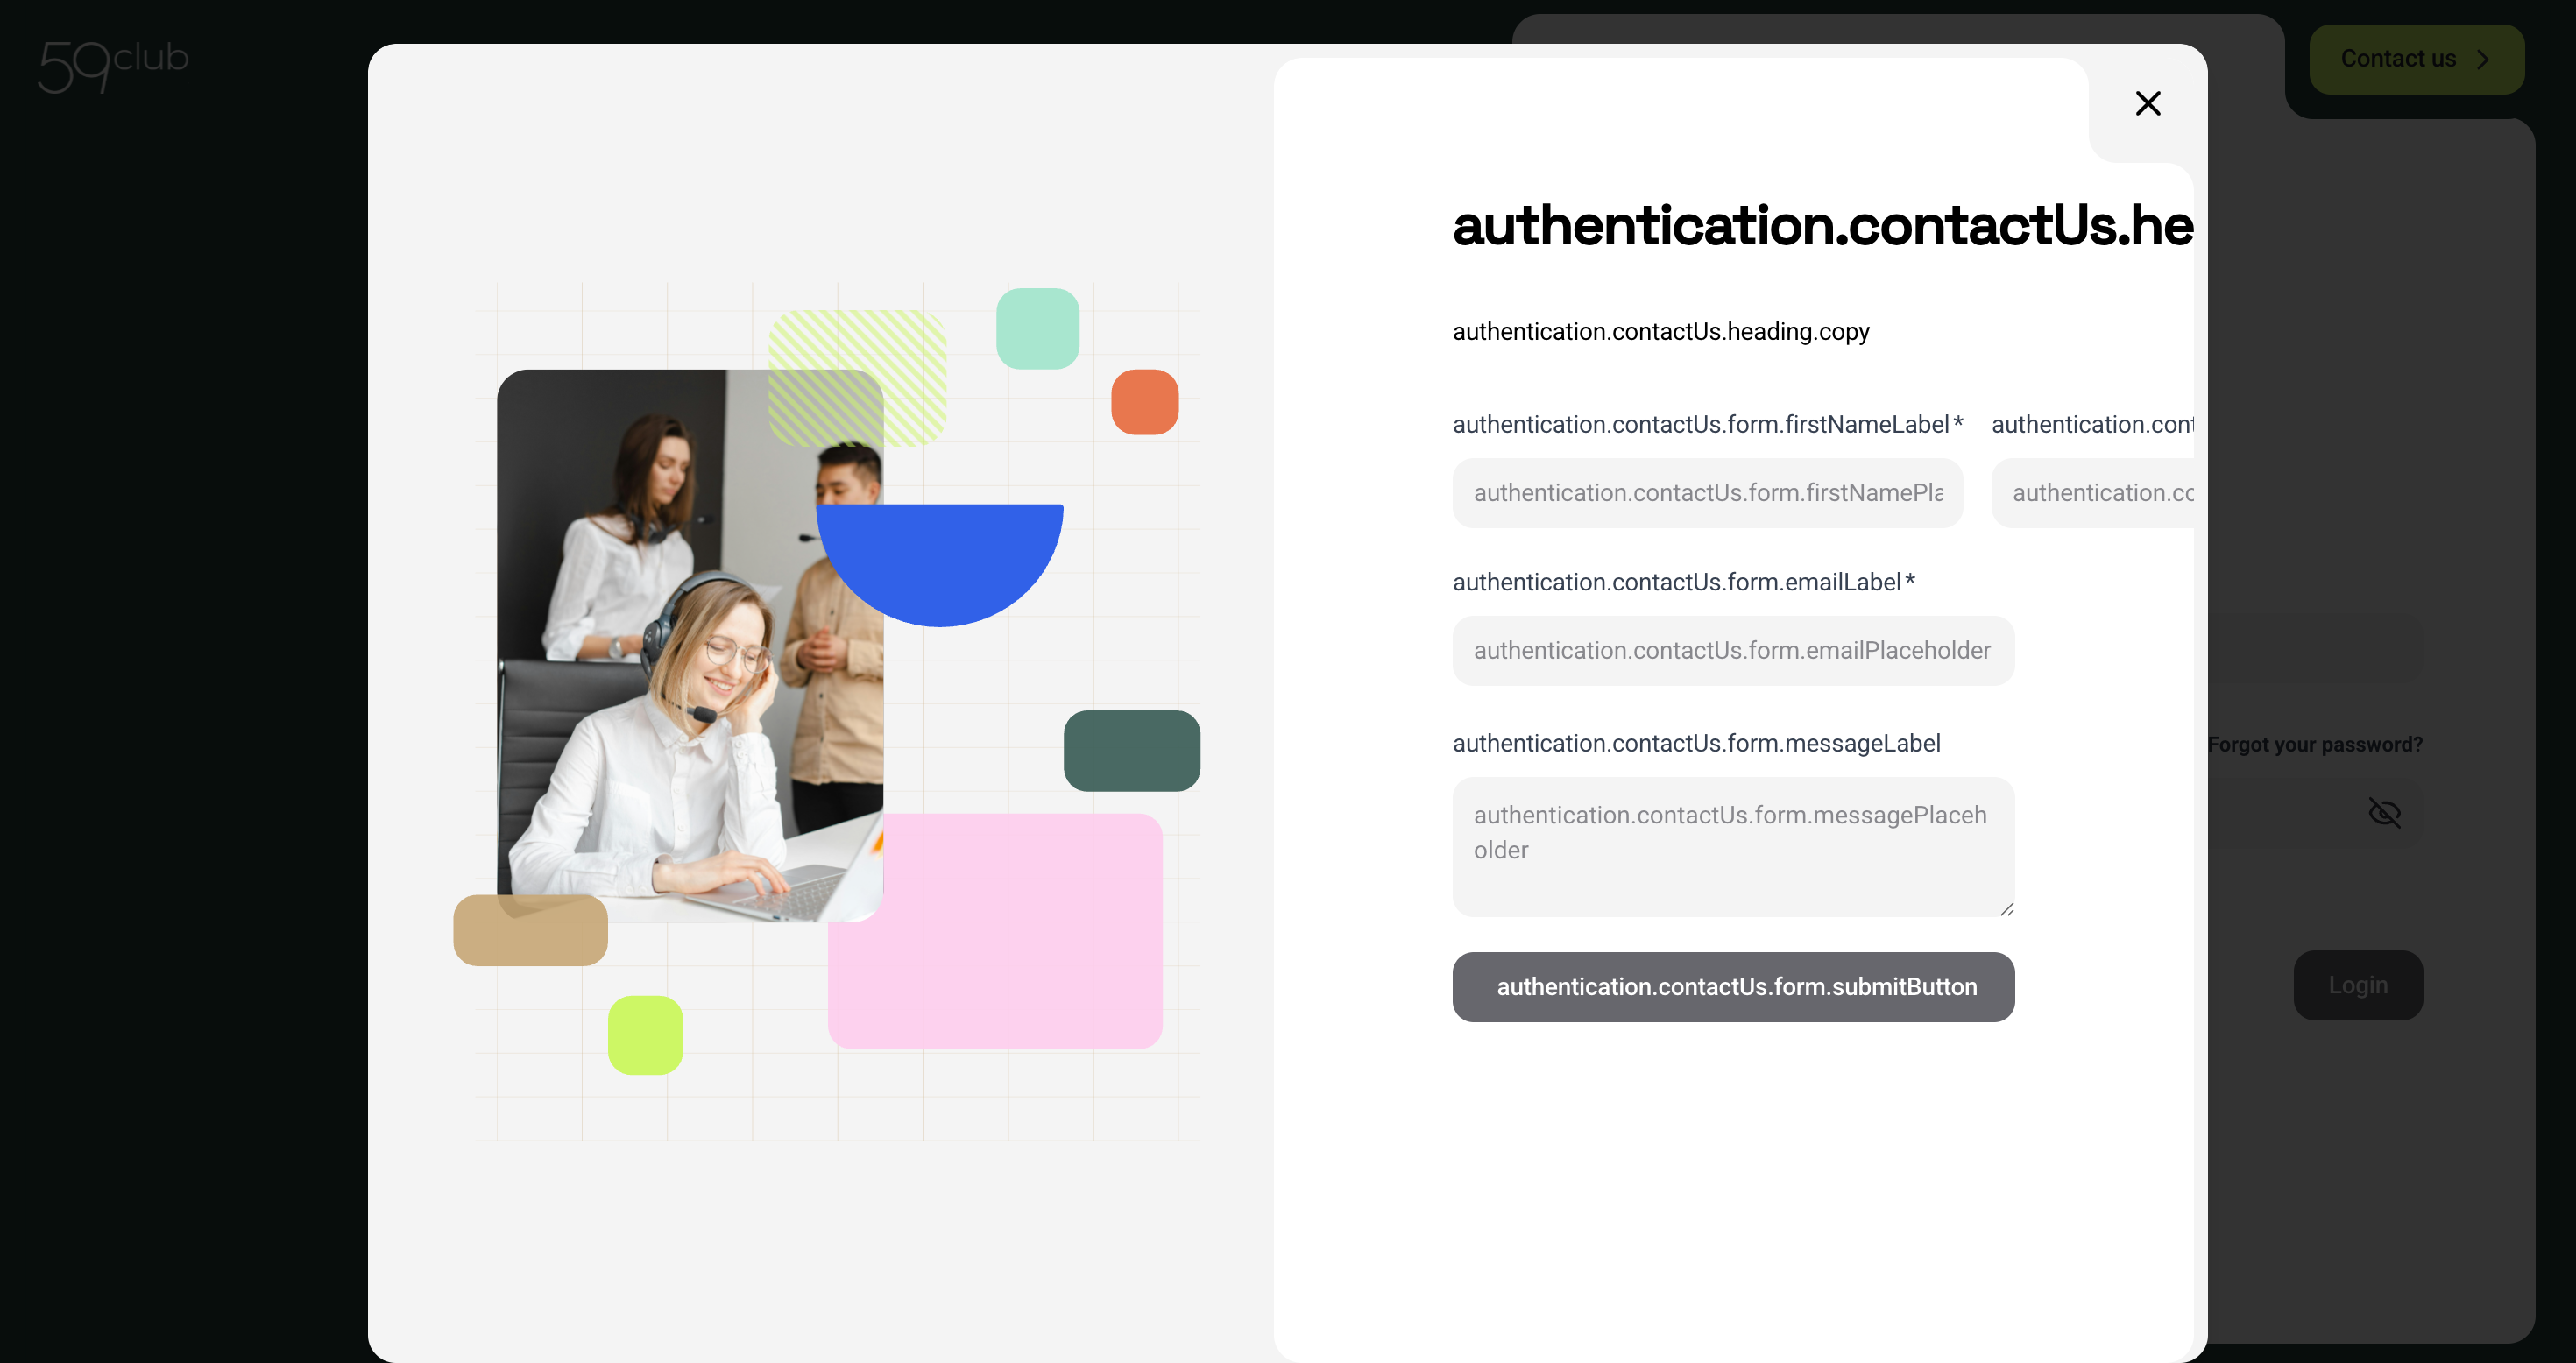 59club
Contact us
authentication.contactUs.he
authentication.contactUs.heading.copy
authentication.contactUs.form.firstNameLabel*
authentication.cont
authentication.contactUs.form.firstNamePla
authentication.co
authentication.contactUs.form.emailLabel*
authentication.contactUs.form.emailPlaceholder
Forgot your password?
authentication.contactUs.form.messageLabel
authentication.contactUs.form.messagePlaceh
older
authentication.contactUs.form.submitButton
Login